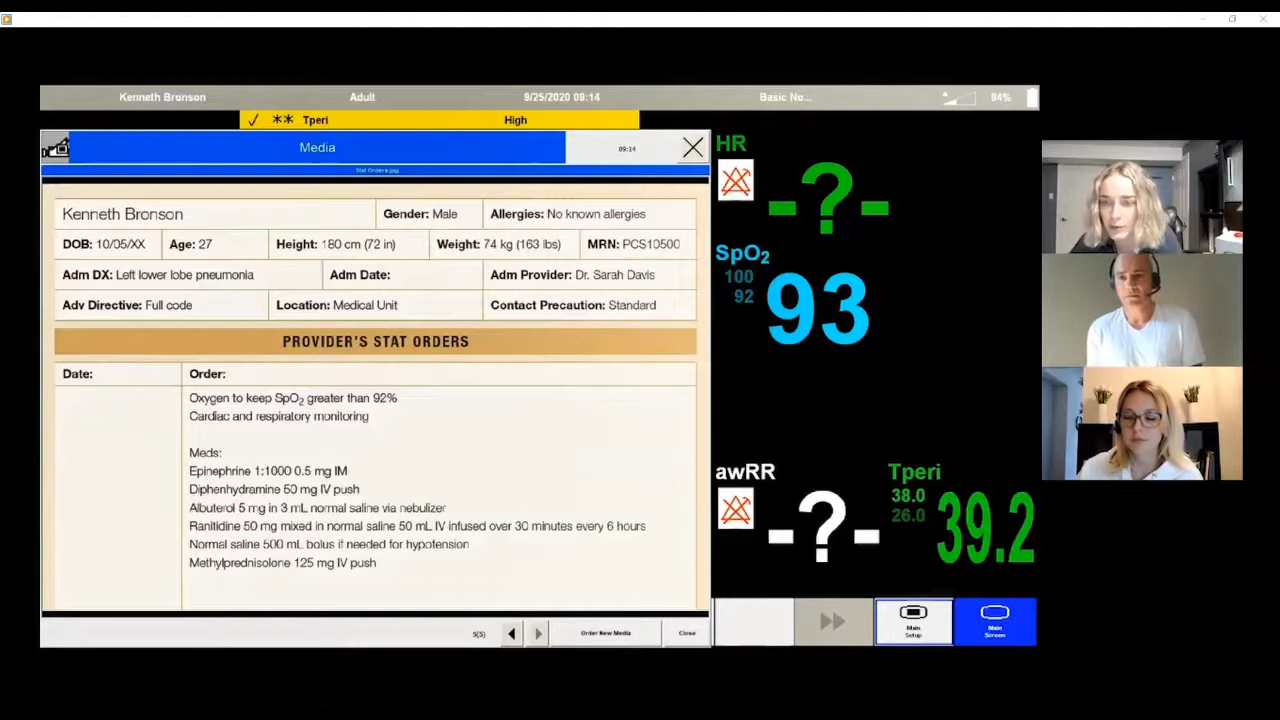 Kenneth Bronson Adult 9/25/2020 09:14 Basic No... 94%
✓ ** Tperi High
Media 09:14
Stat Orders.jpg
Kenneth Bronson Gender: Male Allergies: No known allergies
DOB: 10/05/XX Age: 27 Height: 180 cm (72 in) Weight: 74 kg (163 lbs) MRN: PCS10500
Adm DX: Left lower lobe pneumonia Adm Date: Adm Provider: Dr. Sarah Davis
Adv Directive: Full code Location: Medical Unit Contact Precaution: Standard
PROVIDER'S STAT ORDERS
Date: Order:
Oxygen to keep SpO2 greater than 92%
Cardiac and respiratory monitoring
Meds:
Epinephrine 1:1000 0.5 mg IM
Diphenhydramine 50 mg IV push
Albuterol 5 mg in 3 mL normal saline via nebulizer
Ranitidine 50 mg mixed in normal saline 50 mL IV infused over 30 minutes every 6 hours
Normal saline 500 mL bolus if needed for hypotension
Methylprednisolone 125 mg IV push
5(5) Order New Media Close
HR
-?-
SpO2
100
92
93
awRR
-?-
Tperi
38.0
26.0
39.2
Main
Setup
Main
Screen